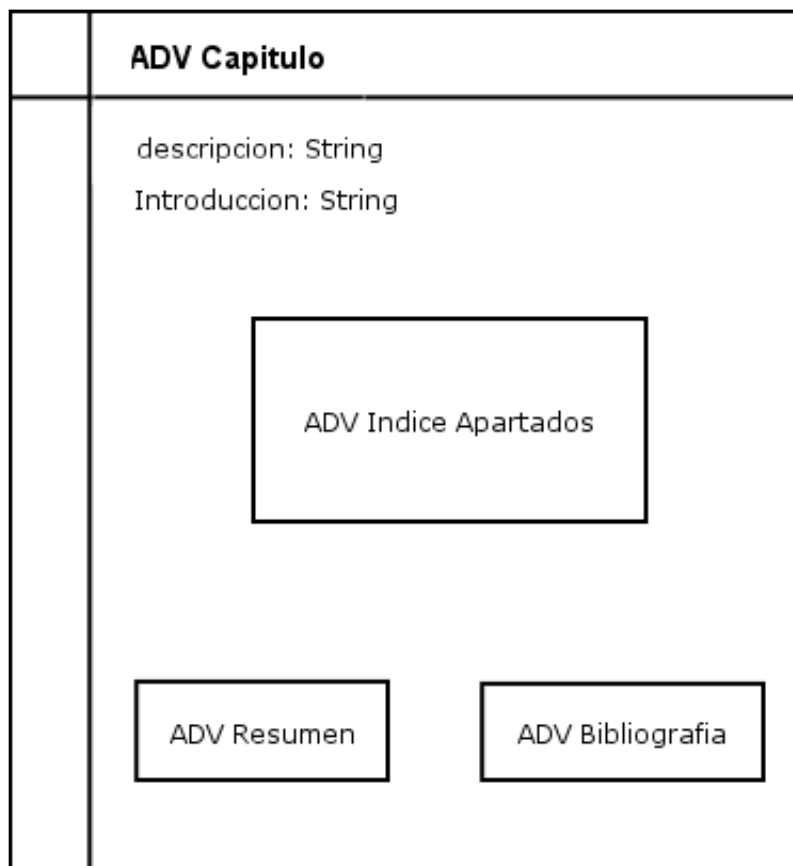 ADV Capitulo
descripcion: String
Introduccion: String
ADV Indice Apartados
ADV Resumen
ADV Bibliografia